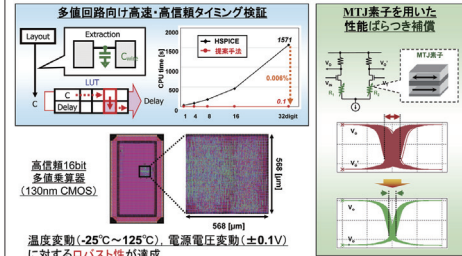 多値回路向け高速・高信頼タイミング検証
Layout
Extraction
C
LUT
C
Delay
Delay
CPU time [s]
2000
1500
1000
500
0
HSPICE
提案手法
1571
0.006%
0.1
1 4 8 16 32digit
高信頼16bit
多値乗算器
(130nm CMOS)
568 [μm]
568 [μm]
温度変動(-25℃～125℃)，電源電圧変動(±0.1V)
に対するロバスト性が達成
MTJ素子を用いた
性能ばらつき補償
MTJ素子